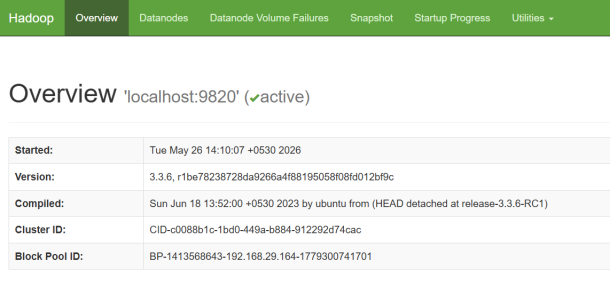 Hadoop Overview Datanodes Datanode Volume Failures Snapshot Startup Progress Utilities
Overview 'localhost:9820' (✔active)
Started: Tue May 26 14:10:07 +0530 2026
Version: 3.3.6, r1be78238728da9266a4f88195058f08fd012bf9c
Compiled: Sun Jun 18 13:52:00 +0530 2023 by ubuntu from (HEAD detached at release-3.3.6-RC1)
Cluster ID: CID-c0088b1c-1bd0-449a-b884-912292d74cac
Block Pool ID: BP-1413568643-192.168.29.164-1779300741701